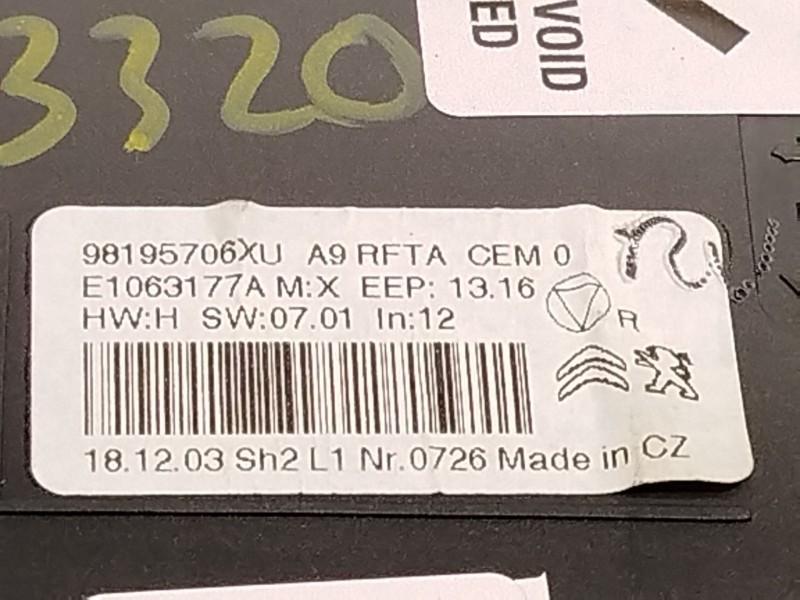 3320
VOID
ED
98195706XU A9 RFTA CEM 0
E1063177A M:X EEP: 13.16
HW:H SW:07.01 In:12
R
18.12.03 Sh2 L1 Nr.0726 Made in CZ